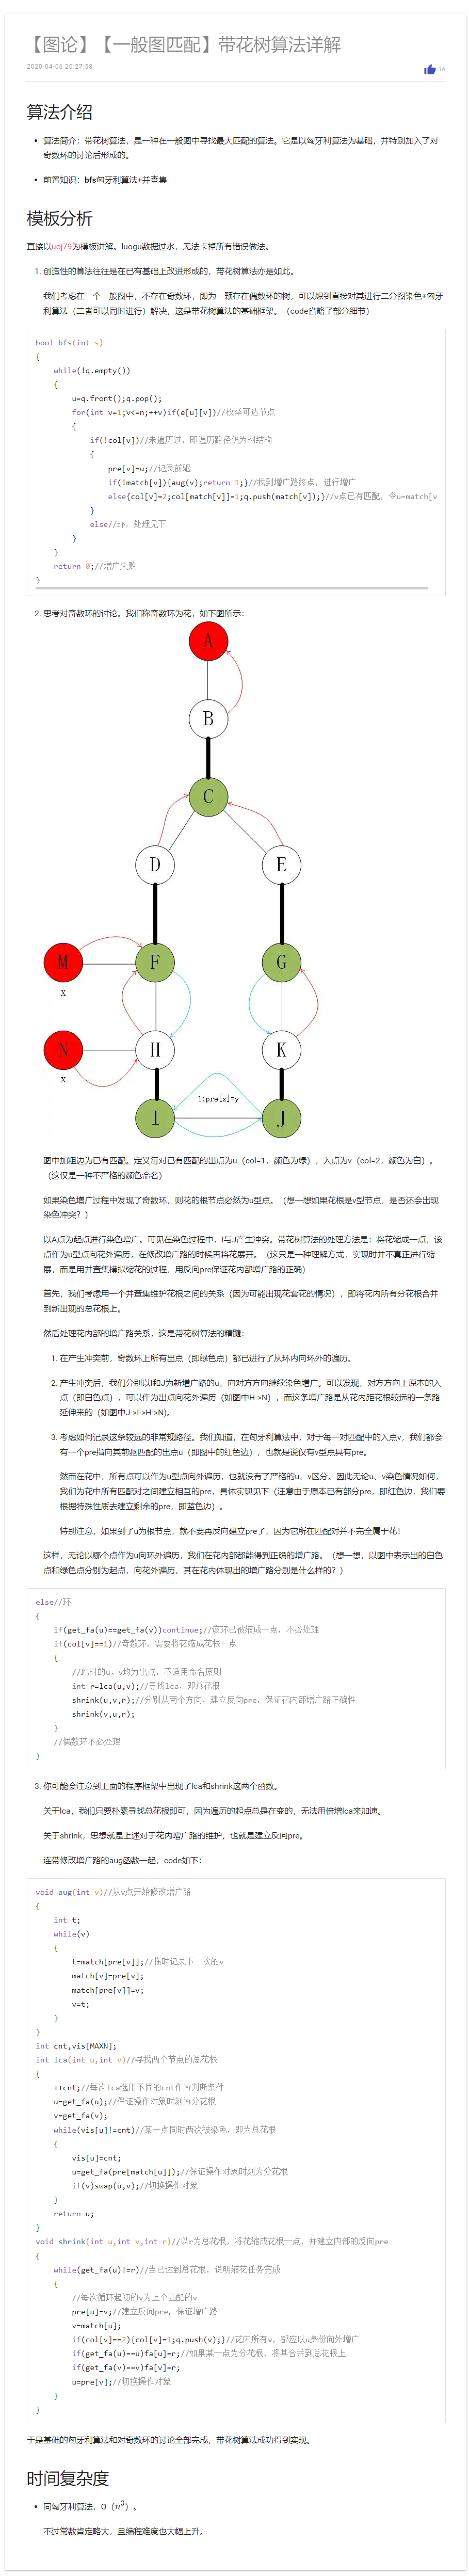 【图论】【一般图匹配】带花树算法详解
2020-04-06 20:27:58
36
算法介绍
• 算法简介：带花树算法，是一种在一般图中寻找最大匹配的算法。它是以匈牙利算法为基础，并特别加入了对
奇数环的讨论后形成的。
• 前置知识：bfs匈牙利算法+并查集
模板分析
直接以uoj79为模板讲解。luogu数据过水，无法卡掉所有错误做法。
1. 创造性的算法往往是在已有基础上改进形成的，带花树算法亦是如此。
我们考虑在一个一般图中，不存在奇数环，即为一颗存在偶数环的树，可以想到直接对其进行二分图染色+匈牙
利算法（二者可以同时进行）解决，这是带花树算法的基础框架。（code省略了部分细节）
bool bfs(int s)
{
while(!q.empty())
{
u=q.front();q.pop();
for(int v=1;v<=n;++v)if(e[u][v])//枚举可达节点
{
if(!col[v])//未遍历过，即遍历路径仍为树结构
{
pre[v]=u;//记录前驱
if(!match[v]){aug(v);return 1;}//找到增广路终点，进行增广
else{col[v]=2;col[match[v]]=1;q.push(match[v]);}//v点已有匹配，令u=match[v
}
else//环，处理见下
}
}
return 0;//增广失败
}
2. 思考对奇数环的讨论。我们称奇数环为花，如下图所示：
A
B
C
D E
M F G
x
N H K
x
1:pre[x]=y
I J
图中加粗边为已有匹配。定义每对已有匹配的出点为u（col=1，颜色为绿），入点为v（col=2，颜色为白）。
（这仅是一种不严格的颜色命名）
如果染色增广过程中发现了奇数环，则花的根节点必然为u型点。（想一想如果花根是v型节点，是否还会出现
染色冲突？）
以A点为起点进行染色增广。可见在染色过程中，I与J产生冲突。带花树算法的处理方法是：将花缩成一点，该
点作为u型点向花外遍历，在修改增广路的时候再将花展开。（这只是一种理解方式，实现时并不真正进行缩
展，而是用并查集模拟缩花的过程，用反向pre保证花内部增广路的正确）
首先，我们考虑用一个并查集维护花根之间的关系（因为可能出现花套花的情况），即将花内所有分花根合并
到新出现的总花根上。
然后处理花内部的增广路关系，这是带花树算法的精髓：
1. 在产生冲突前，奇数环上所有出点（即绿色点）都已进行了从环内向环外的遍历。
2. 产生冲突后，我们分别以I和J为新增广路的u，向对方方向继续染色增广。可以发现，对方方向上原本的入
点（即白色点），可以作为出点向花外遍历（如图中H->N），而这条增广路是从花内距花根较远的一条路
延伸来的（如图中J->I->H->N)。
3. 考虑如何记录这条较远的非常规路径。我们知道，在匈牙利算法中，对于每一对匹配中的入点v，我们都会
有一个pre指向其前驱匹配的出点u（即图中的红色边），也就是说仅有v型点具有pre。
然而在花中，所有点可以作为u型点向外遍历，也就没有了严格的u、v区分。因此无论u、v染色情况如何，
我们为花中所有匹配对之间建立相互的pre，具体实现见下（注意由于原本已有部分pre，即红边，我们要
根据特殊性质去建立剩余的pre，即蓝色边）。
特别注意，如果到了u为根节点，就不要再反向建立pre了，因为它所在匹配对并不完全属于花！
这样，无论以哪个点作为u向环外遍历，我们在花内部都能得到正确的增广路。（想一想，以图中表示出的白色
点和绿色点分别为起点，向花外遍历，其在花内体现出的增广路分别是什么样的？）
else//环
{
if(get_fa(u)==get_fa(v))continue;//该环已被缩成一点，不必处理
if(col[v]==1)//奇数环，需要将花缩成花根一点
{
//此时的u、v均为出点，不适用命名原则
int r=lca(u,v);//寻找lca，即总花根
shrink(u,v,r);//分别从两个方向，建立反向pre，保证花内部增广路正确性
shrink(v,u,r);
}
//偶数环不必处理
}
3. 你可能会注意到上面的程序框架中出现了lca和shrink这两个函数。
关于lca，我们只要朴素寻找总花根即可，因为遍历的起点总是在变的，无法用倍增lca来加速。
关于shrink，思想就是上述对于花内增广路的维护，也就是建立反向pre。
连带修改增广路的aug函数一起，code如下：
void aug(int v)//从v点开始修改增广路
{
int t;
while(v)
{
t=match[pre[v]];//临时记录下一次的v
match[v]=pre[v];
match[pre[v]]=v;
v=t;
}
}
int cnt,vis[MAXN];
int lca(int u,int v)//寻找两个节点的总花根
{
++cnt;//每次lca选用不同的cnt作为判断条件
u=get_fa(u);//保证操作对象时刻为分花根
v=get_fa(v);
while(vis[u]!=cnt)//某一点同时两次被染色，即为总花根
{
vis[u]=cnt;
u=get_fa(pre[match[u]]);//保证操作对象时刻为分花根
if(v)swap(u,v);//切换操作对象
}
return u;
}
void shrink(int u,int v,int r)//以r为总花根，将花缩成花根一点，并建立内部的反向pre
{
while(get_fa(u)!=r)//当已达到总花根，说明缩花任务完成
{
//每次循环起初的v为上个匹配的v
pre[u]=v;//建立反向pre，保证增广路
v=match[u];
if(col[v]==2){col[v]=1;q.push(v);}//花内所有v，都应以u身份向外增广
if(get_fa(u)==u)fa[u]=r;//如果某一点为分花根，将其合并到总花根上
if(get_fa(v)==v)fa[v]=r;
u=pre[v];//切换操作对象
}
}
于是基础的匈牙利算法和对奇数环的讨论全部完成，带花树算法成功得到实现。
时间复杂度
• 同匈牙利算法，O（n³）。
不过常数肯定略大，且编程难度也大幅上升。